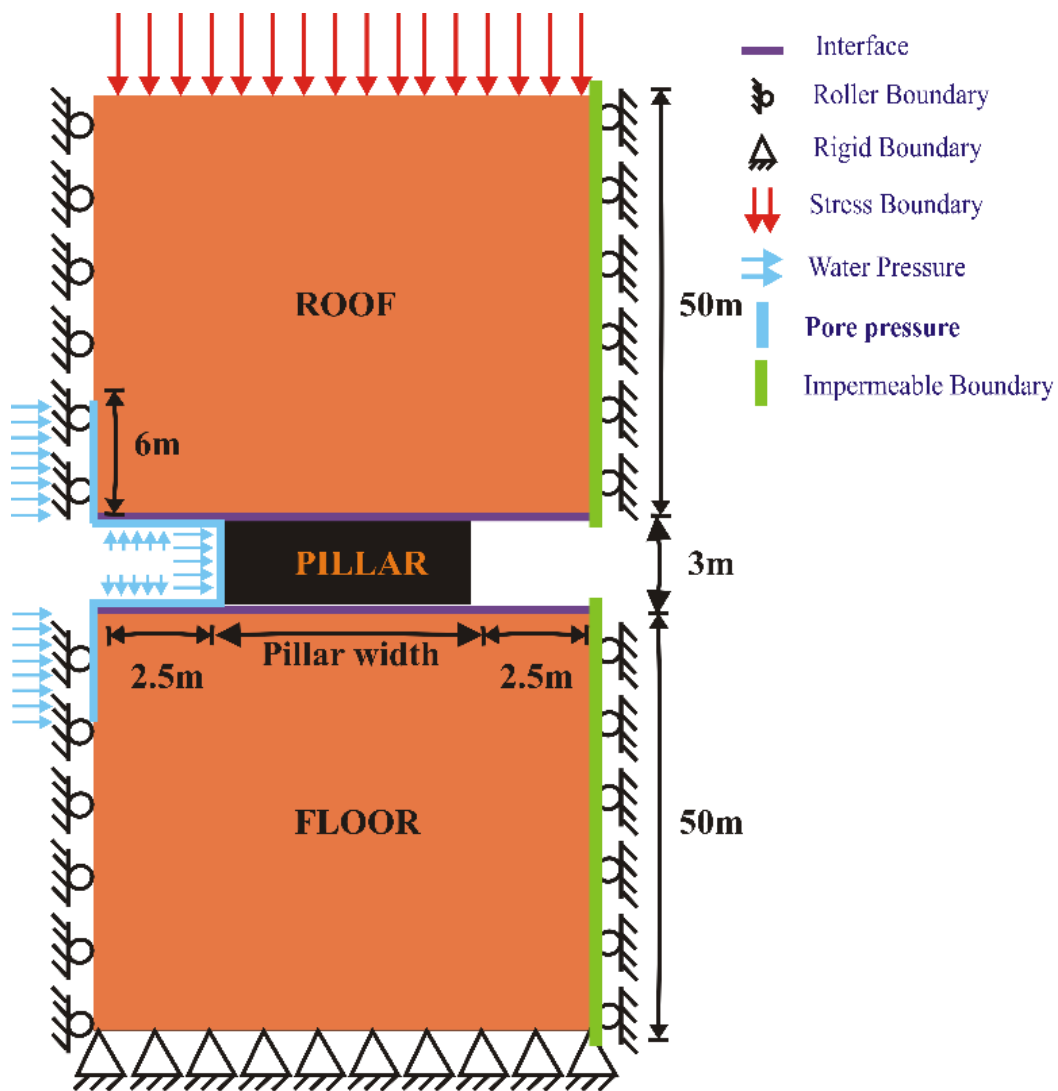 Interface
Roller Boundary
Rigid Boundary
Stress Boundary
Water Pressure
Pore pressure
Impermeable Boundary
ROOF
50m
6m
PILLAR
3m
Pillar width
2.5m
2.5m
FLOOR
50m